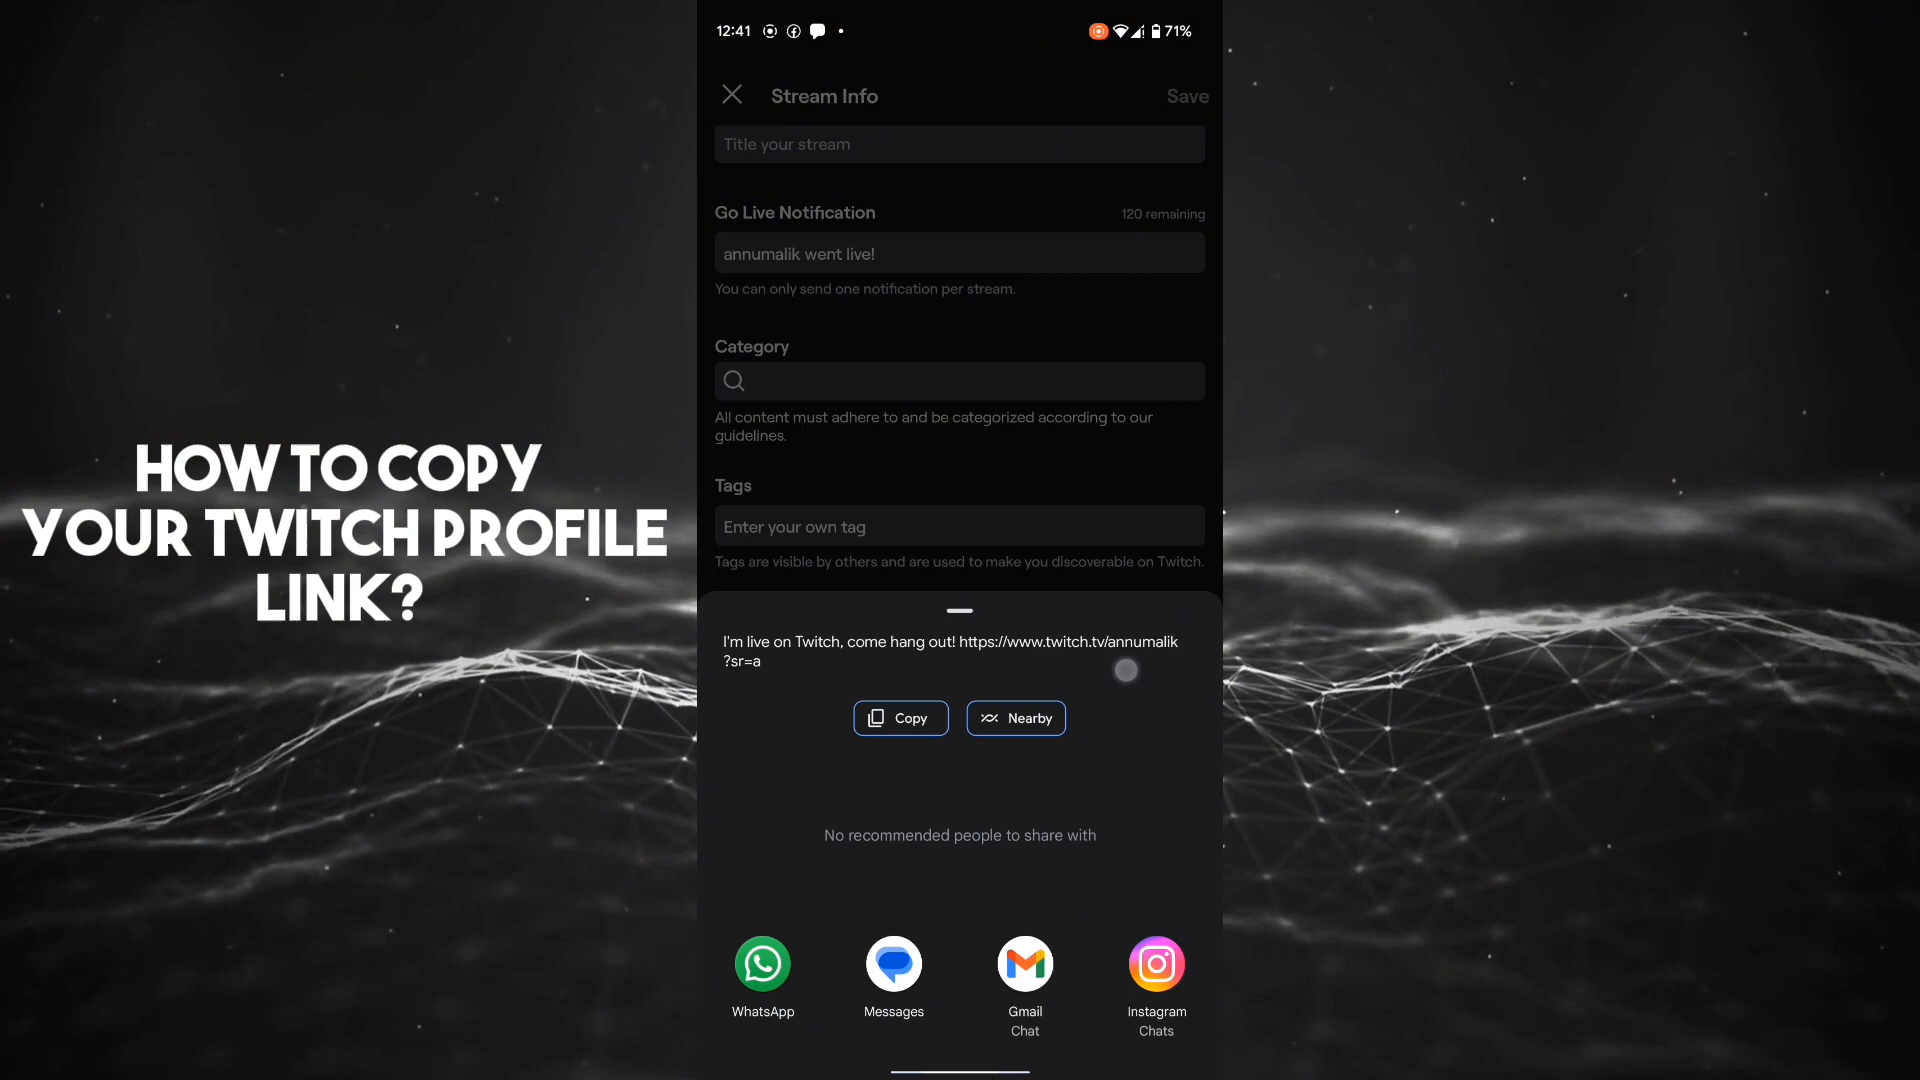 HOW TO COPY
YOUR TWITCH PROFILE
LINK?
12:41
71%
Stream Info
Save
Title your stream
Go Live Notification
120 remaining
annumalik went live!
You can only send one notification per stream.
Category
All content must adhere to and be categorized according to our
guidelines.
Tags
Enter your own tag
Tags are visible by others and are used to make you discoverable on Twitch.
I'm live on Twitch, come hang out! https://www.twitch.tv/annumalik
?sr=a
Copy
Nearby
No recommended people to share with
WhatsApp
Messages
Gmail
Chat
Instagram
Chats